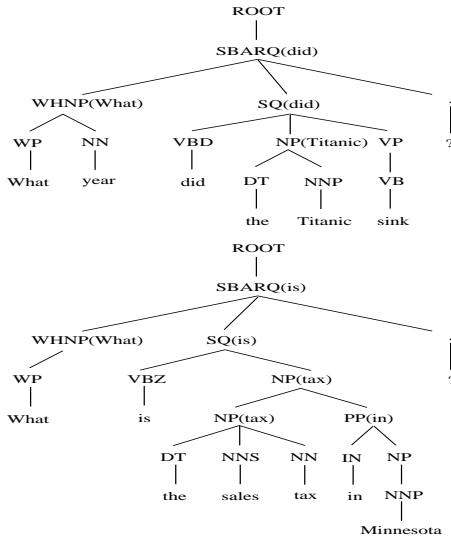 ROOT
SBARQ(did)
WHNP(What) SQ(did) .
WP NN VBD NP(Titanic) VP ?
What year did DT NNP VB
the Titanic sink
ROOT
SBARQ(is)
WHNP(What) SQ(is) .
WP VBZ NP(tax) ?
What is NP(tax) PP(in)
DT NNS NN IN NP
the sales tax in NNP
Minnesota